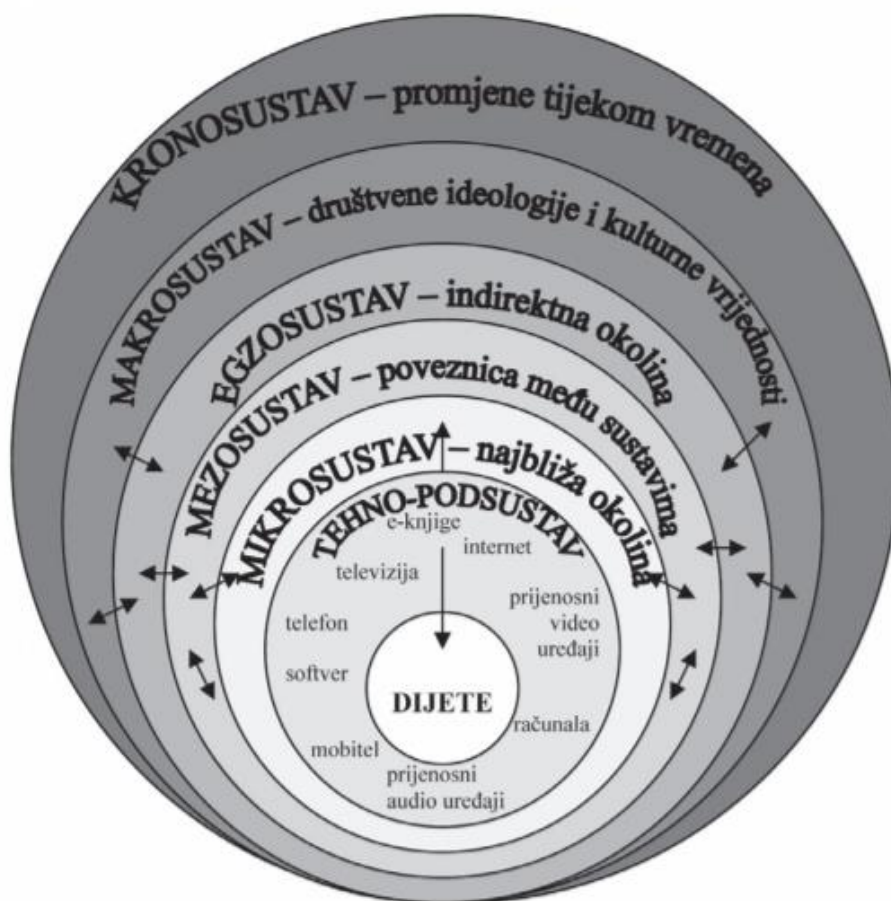 KRONOSUSTAV – promjene tijekom vremena
MAKROSUSTAV – društvene ideologije i kulturne vrijednosti
EGZOSUSTAV – indirektna okolina
MEZOSUSTAV – poveznica među sustavima
MIKROSUSTAV – najbliža okolina
TEHNO-PODSUSTAV
e-knjige
internet
televizija
prijenosni
video
uređaji
telefon
softver
DIJETE
računala
mobitel
prijenosni
audio uređaji